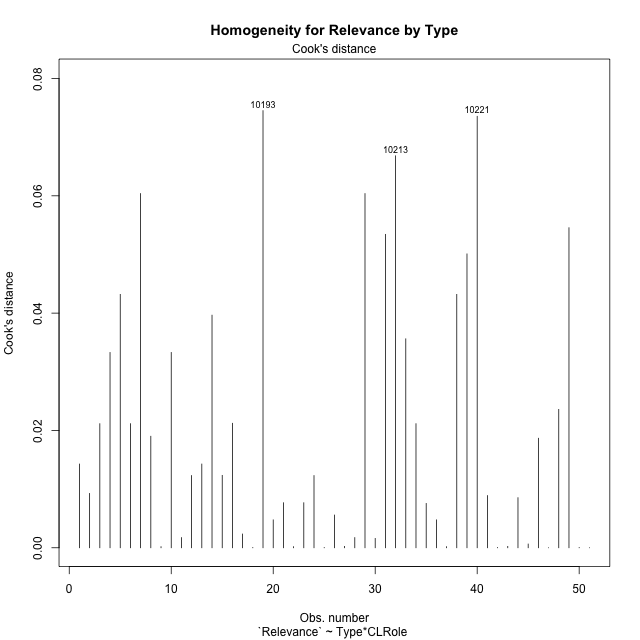 Homogeneity for Relevance by Type
Cook's distance
Cook's distance
0.08
0.06
0.04
0.02
0.00
10193
10221
10213
0 10 20 30 40 50
Obs. number
`Relevance` ~ Type*CLRole